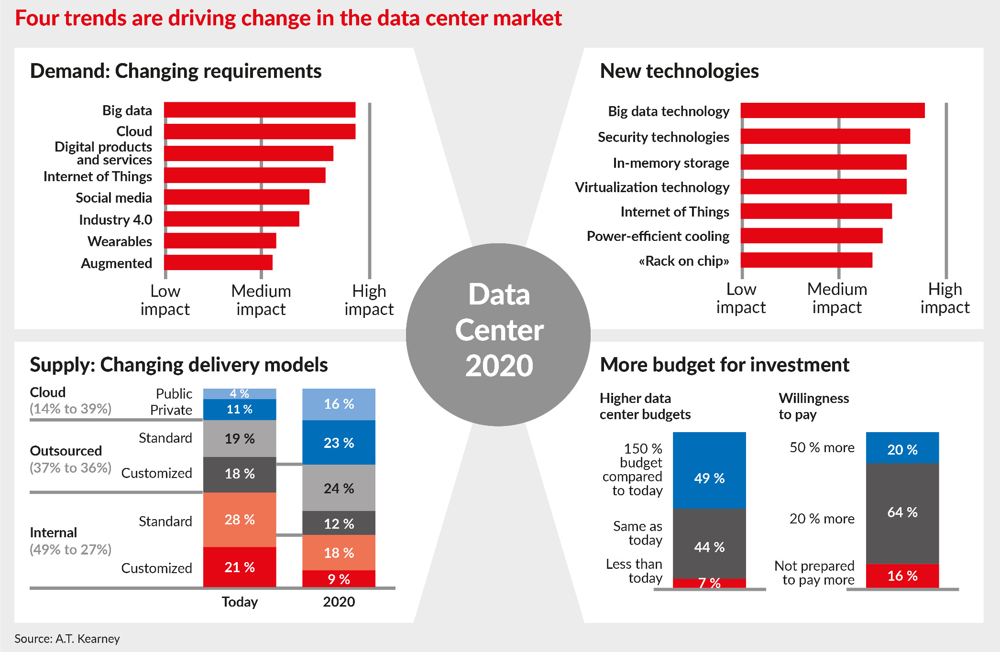 Four trends are driving change in the data center market
Demand: Changing requirements
Big data
Cloud
Digital products
and services
Internet of Things
Social media
Industry 4.0
Wearables
Augmented
Low
impact
Medium
impact
High
impact
New technologies
Big data technology
Security technologies
In-memory storage
Virtualization technology
Internet of Things
Power-efficient cooling
«Rack on chip»
Low
impact
Medium
impact
High
impact
Data
Center
2020
Supply: Changing delivery models
Cloud
(14% to 39%)
Public
Private
4 %
11 %
16 %
23 %
Outsourced
(37% to 36%)
Standard
Customized
19 %
18 %
24 %
12 %
Internal
(49% to 27%)
Standard
Customized
28 %
21 %
18 %
9 %
Today
2020
More budget for investment
Higher data
center budgets
150 %
budget
compared
to today
49 %
Same as
today
44 %
Less than
today
7 %
Willingness
to pay
50 % more
20 %
20 % more
64 %
Not prepared
to pay more
16 %
Source: A.T. Kearney